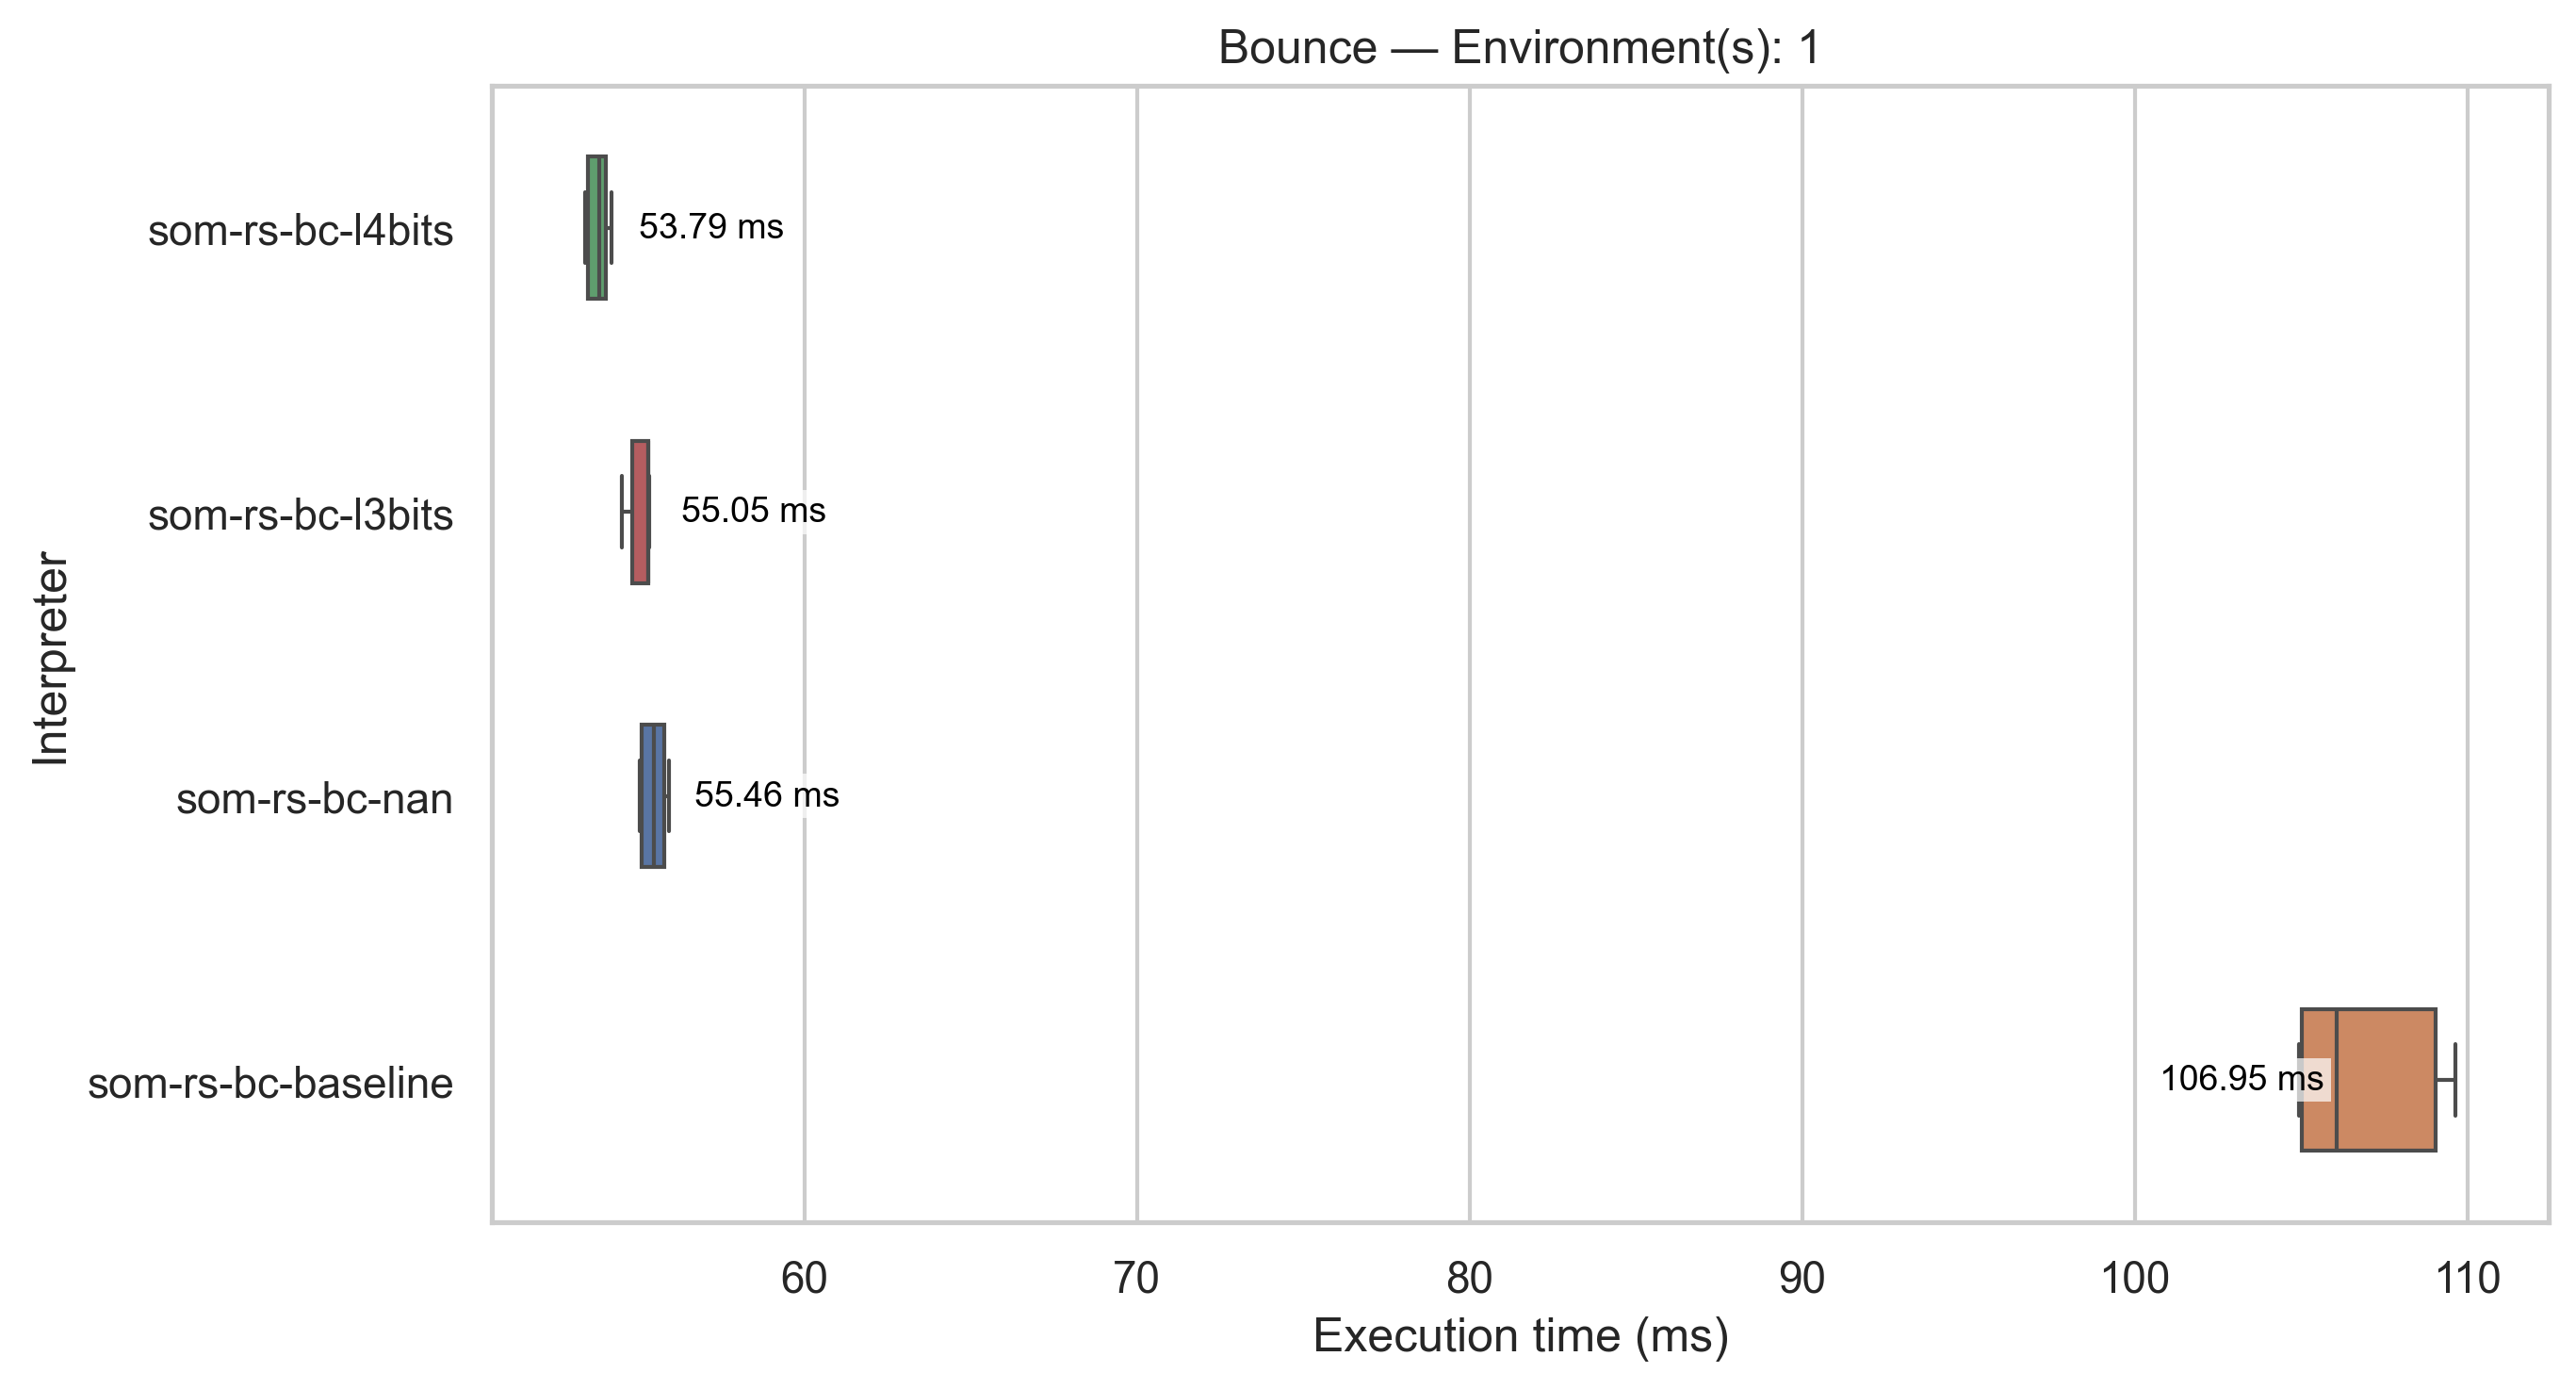 Bounce — Environment(s): 1
som-rs-bc-l4bits
53.79 ms
som-rs-bc-l3bits
55.05 ms
som-rs-bc-nan
55.46 ms
som-rs-bc-baseline
106.95 ms
Interpreter
60 70 80 90 100 110
Execution time (ms)